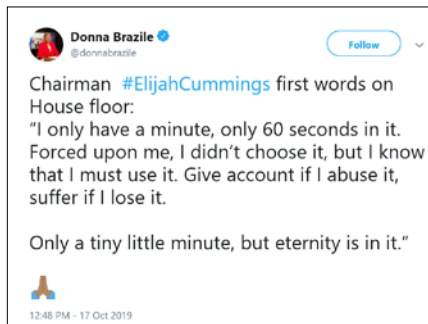 Donna Brazile
@donnabrazile
Follow
Chairman #ElijahCummings first words on
House floor:
“I only have a minute, only 60 seconds in it.
Forced upon me, I didn't choose it, but I know
that I must use it. Give account if I abuse it,
suffer if I lose it.
Only a tiny little minute, but eternity is in it.”
12:48 PM - 17 Oct 2019